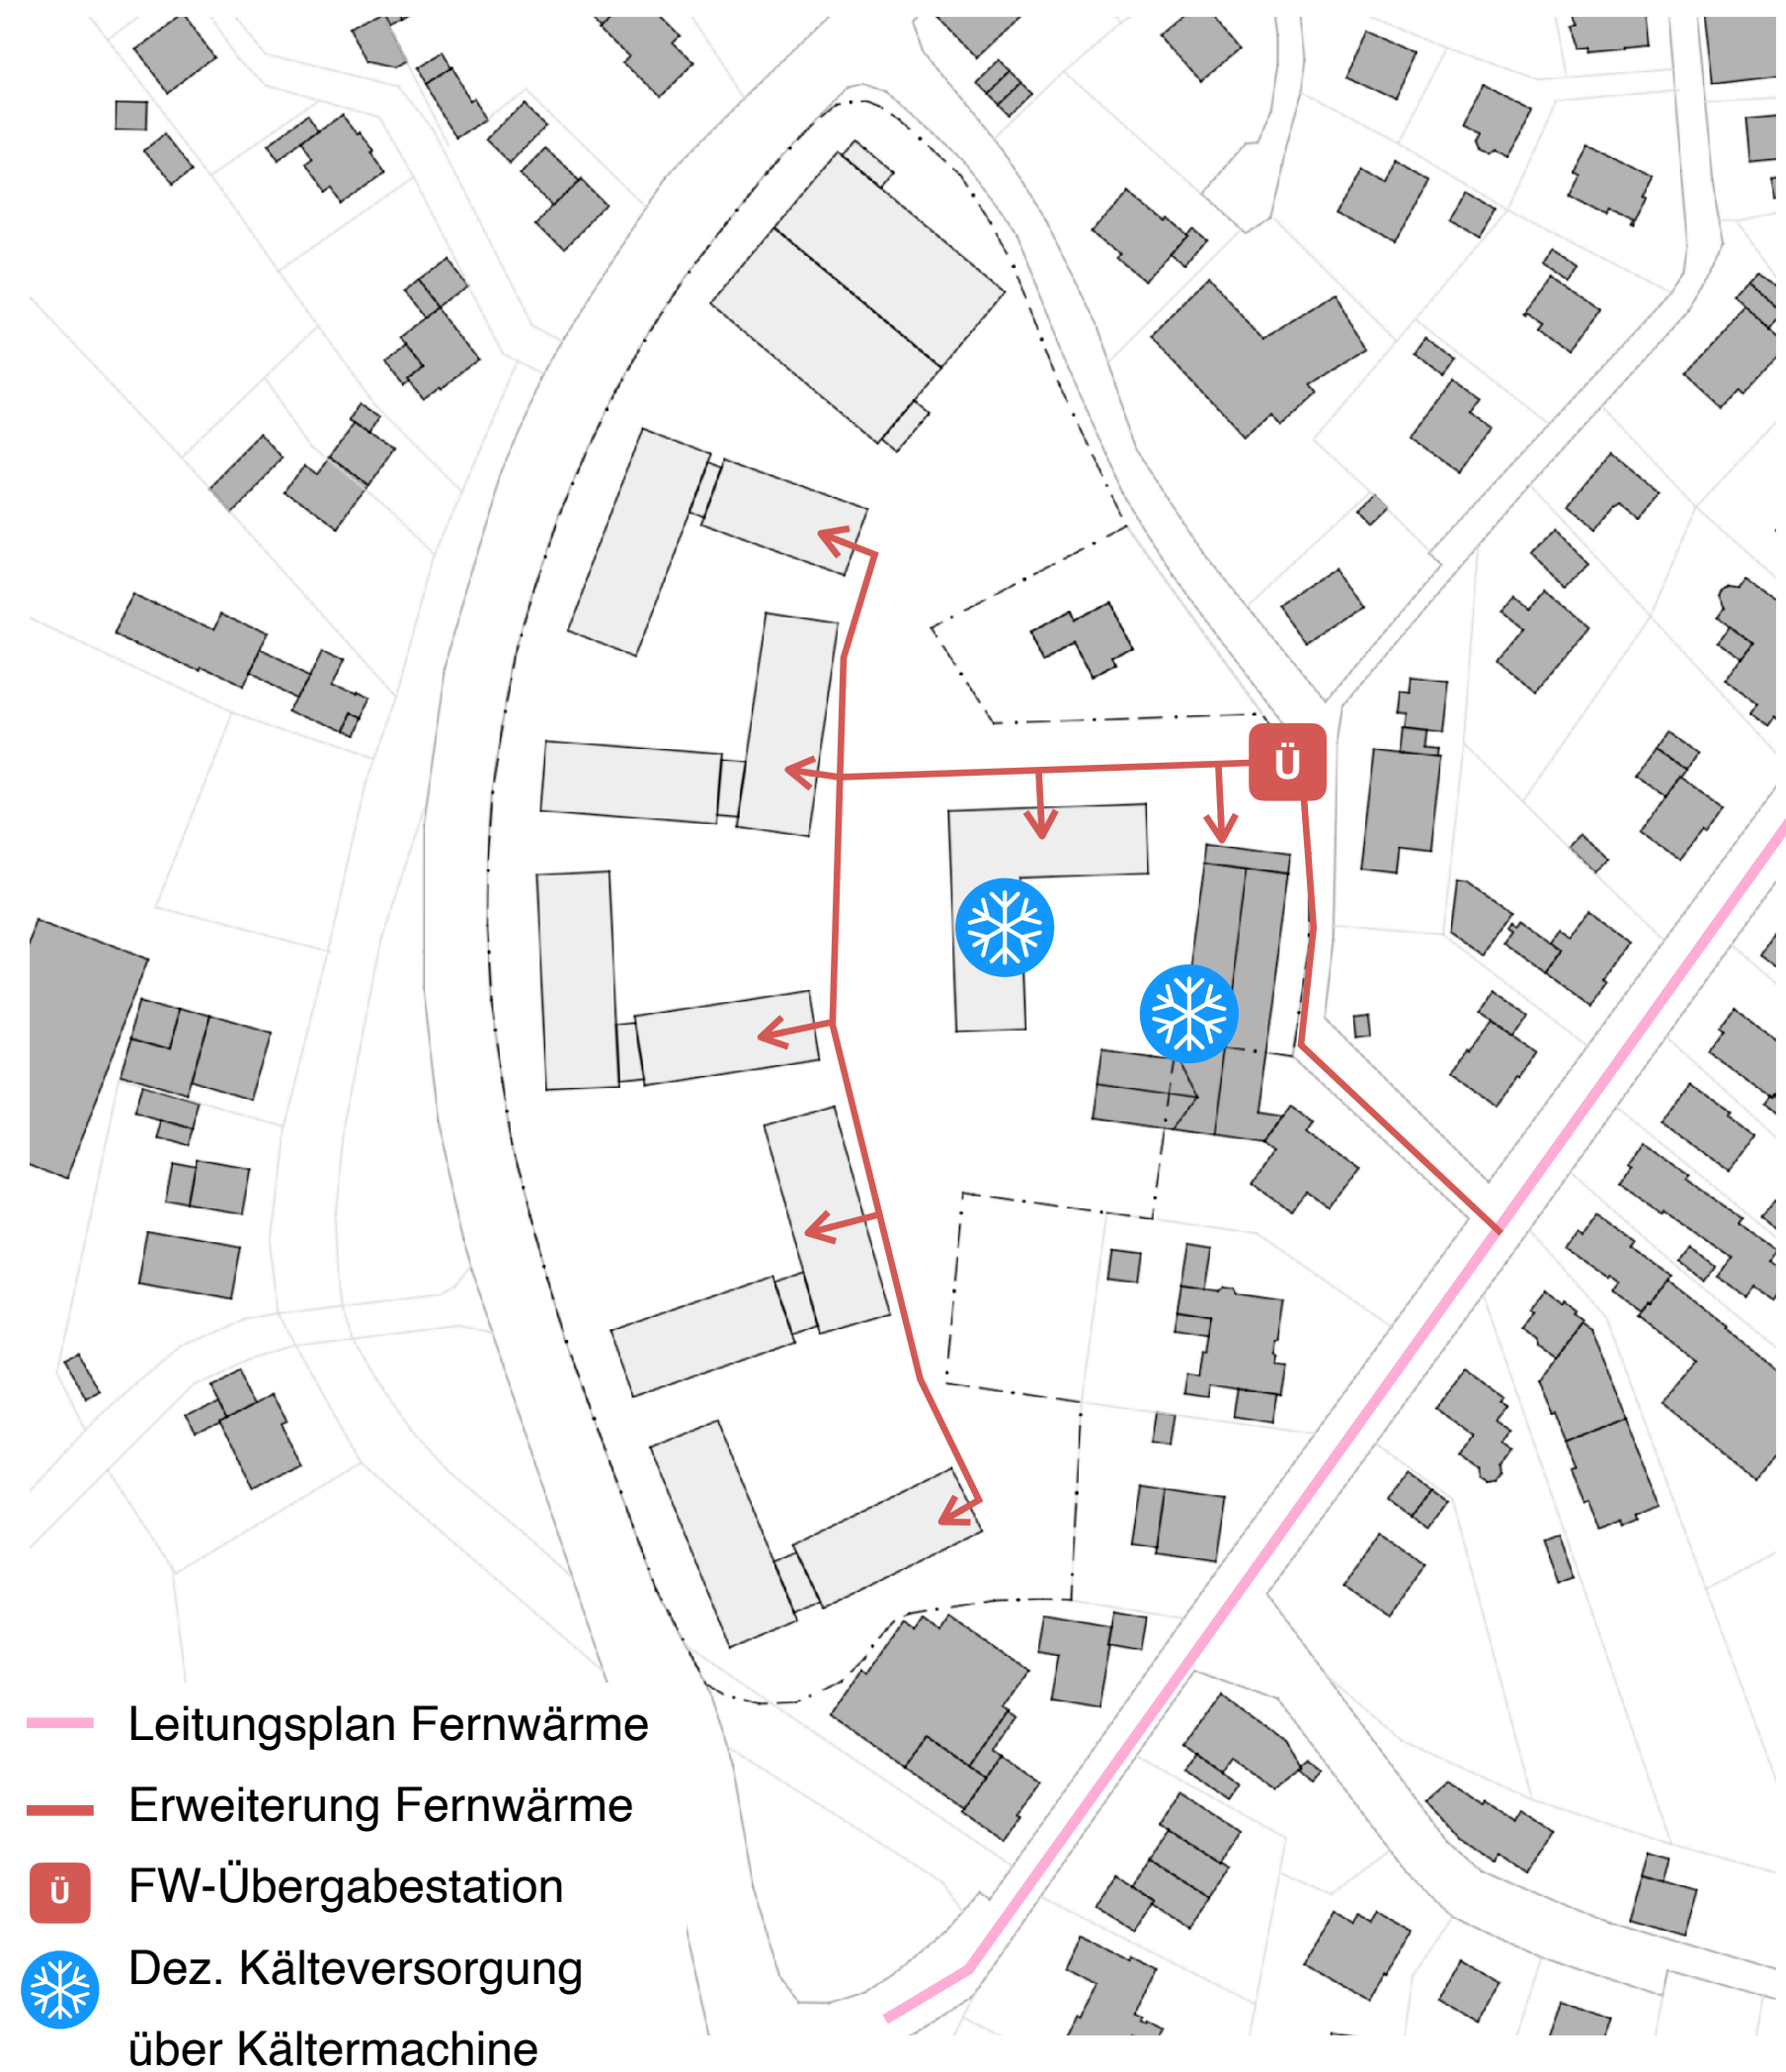 Ü
Leitungsplan Fernwärme
Erweiterung Fernwärme
Ü
FW-Übergabestation
Dez. Kälteversorgung
über Kältermachine